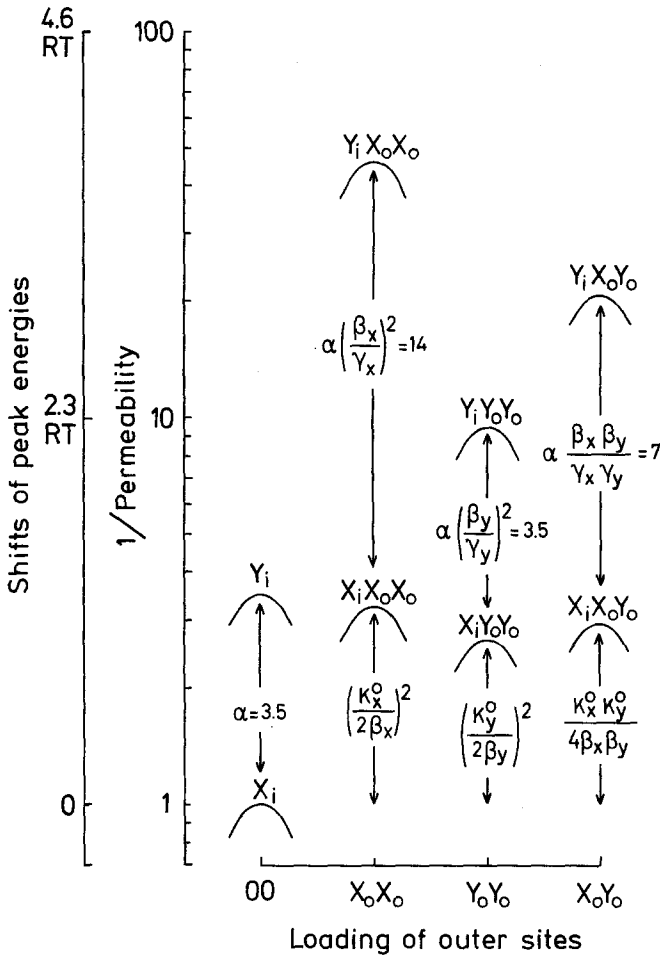 4.6
RT
100
Y_i X_o X_o
Y_i X_o Y_o
α (β_x / γ_x)² = 14
2.3
RT
10
Y_i Y_o Y_o
α β_x β_y / γ_x γ_y = 7
α (β_y / γ_y)² = 3.5
Shifts of peak energies
1/Permeability
Y_i
X_i X_o X_o
X_i Y_o Y_o
X_i X_o Y_o
α = 3.5
(K_x^o / 2β_x)²
(K_y^o / 2β_y)²
K_x^o K_y^o / 4β_x β_y
X_i
0
1
00
X_o X_o
Y_o Y_o
X_o Y_o
Loading of outer sites